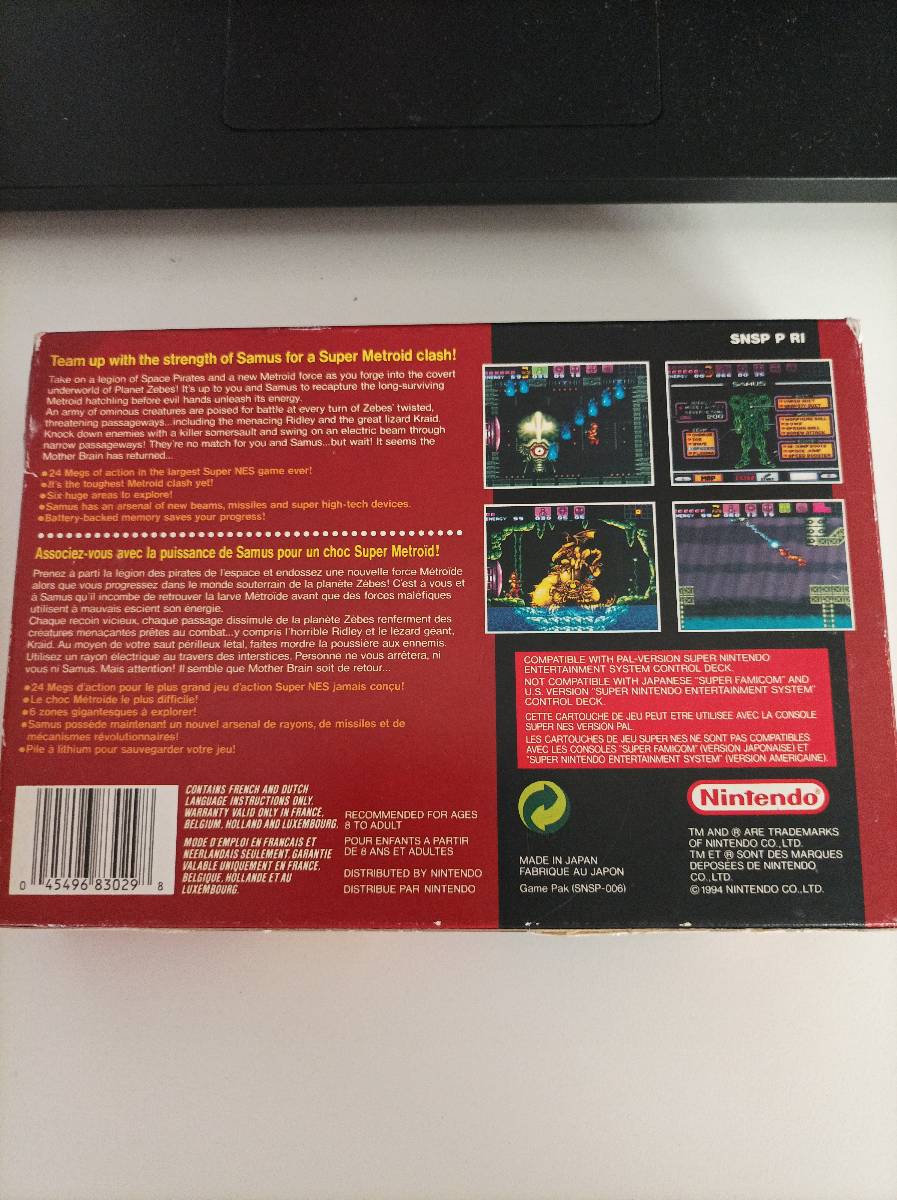 SNSP P RI
Team up with the strength of Samus for a Super Metroid clash!
Take on a legion of Space Pirates and a new Metroid force as you forge into the covert
underworld of Planet Zebes! It's up to you and Samus to recapture the long-surviving
Metroid hatchling before evil hands unleash its energy.
An army of ominous creatures are poised for battle at every turn of Zebes' twisted,
threatening passageways...including the menacing Ridley and the great lizard Kraid.
Knock down enemies with a killer somersault and swing on an electric beam through
narrow passageways! They're no match for you and Samus...but wait! It seems the
Mother Brain has returned...
•24 Megs of action in the largest Super NES game ever!
•It's the toughest Metroid clash yet!
•Six huge areas to explore!
•Samus has an arsenal of new beams, missiles and super high-tech devices.
•Battery-backed memory saves your progress!
Associez-vous avec la puissance de Samus pour un choc Super Metroïd!
Prenez à parti la légion des pirates de l'espace et endossez une nouvelle force Métroïde
alors que vous progressez dans le monde souterrain de la planète Zèbes! C'est à vous et
à Samus qu'il incombe de retrouver la larve Métroïde avant que des forces maléfiques
utilisent à mauvais escient son énergie.
Chaque recoin vicieux, chaque passage dissimulé de la planète Zèbes renferment des
créatures menaçantes prêtes au combat...y compris l'horrible Ridley et le lézard géant,
Kraid. Au moyen de votre saut périlleux létal, faites mordre la poussière aux ennemis.
Utilisez un rayon électrique au travers des interstices. Personne ne vous arrêtera, ni
vous ni Samus. Mais attention! Il semble que Mother Brain soit de retour...
•24 Megs d'action pour le plus grand jeu d'action Super NES jamais conçu!
•Le choc Métroïde le plus difficile!
•6 zones gigantesques à explorer!
•Samus possède maintenant un nouvel arsenal de rayons, de missiles et de
mécanismes révolutionnaires!
•Pile à lithium pour sauvegarder votre jeu!
SAMUS
MAP
ENERGY 99
COMPATIBLE WITH PAL-VERSION SUPER NINTENDO
ENTERTAINMENT SYSTEM CONTROL DECK.
NOT COMPATIBLE WITH JAPANESE "SUPER FAMICOM" AND
U.S. VERSION "SUPER NINTENDO ENTERTAINMENT SYSTEM"
CONTROL DECK.
CETTE CARTOUCHE DE JEU PEUT ETRE UTILISEE AVEC LA CONSOLE
SUPER NES VERSION PAL.
LES CARTOUCHES DE JEU SUPER NES NE SONT PAS COMPATIBLES
AVEC LES CONSOLES "SUPER FAMICOM" (VERSION JAPONAISE) ET
"SUPER NINTENDO ENTERTAINMENT SYSTEM" (VERSION AMERICAINE).
0 45496 83029 8
CONTAINS FRENCH AND DUTCH
LANGUAGE INSTRUCTIONS ONLY.
WARRANTY VALID ONLY IN FRANCE,
BELGIUM, HOLLAND AND LUXEMBOURG.
MODE D'EMPLOI EN FRANCAIS ET
NEERLANDAIS SEULEMENT. GARANTIE
VALABLE UNIQUEMENT EN FRANCE,
BELGIQUE, HOLLANDE ET AU
LUXEMBOURG.
RECOMMENDED FOR AGES
8 TO ADULT
POUR ENFANTS A PARTIR
DE 8 ANS ET ADULTES
DISTRIBUTED BY NINTENDO
DISTRIBUE PAR NINTENDO
MADE IN JAPAN
FABRIQUE AU JAPON
Game Pak (SNSP-006)
Nintendo®
TM AND ® ARE TRADEMARKS
OF NINTENDO CO.,LTD.
TM ET ® SONT DES MARQUES
DEPOSEES DE NINTENDO
CO.,LTD.
©1994 NINTENDO CO.,LTD.